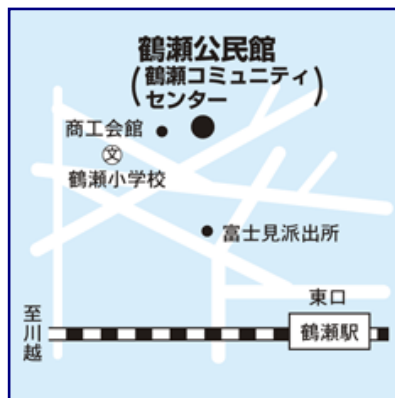 鶴瀬公民館
(鶴瀬コミュニティ
センター)
商工会館
文
鶴瀬小学校
富士見派出所
東口
至川越
鶴瀬駅